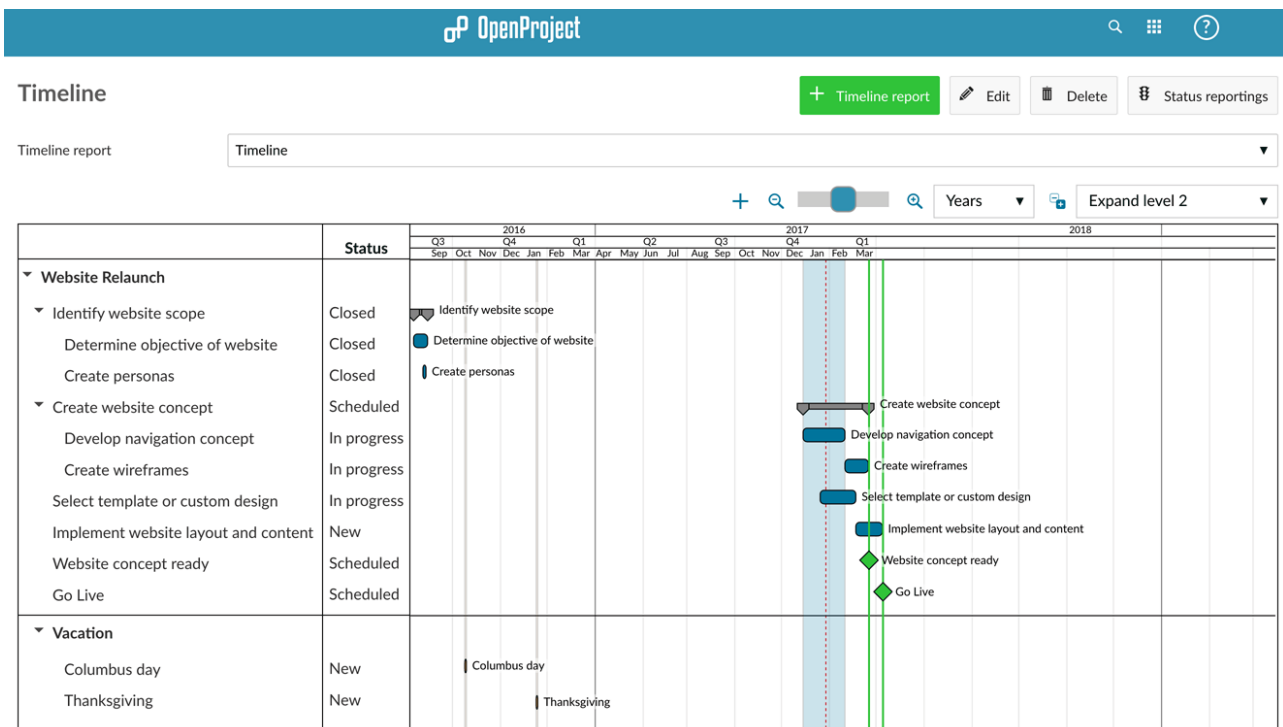 OpenProject
?
Timeline
+ Timeline report Edit Delete Status reportings
Timeline report Timeline
Years Expand level 2
2016 2017 2018
Q3 Q4 Q1 Q2 Q3 Q4 Q1
Status Sep Oct Nov Dec Jan Feb Mar Apr May Jun Jul Aug Sep Oct Nov Dec Jan Feb Mar
Website Relaunch
Identify website scope Closed Identify website scope
Determine objective of website Closed Determine objective of website
Create personas Closed Create personas
Create website concept Scheduled Create website concept
Develop navigation concept In progress Develop navigation concept
Create wireframes In progress Create wireframes
Select template or custom design In progress Select template or custom design
Implement website layout and content New Implement website layout and content
Website concept ready Scheduled Website concept ready
Go Live Scheduled Go Live
Vacation
Columbus day New Columbus day
Thanksgiving New Thanksgiving